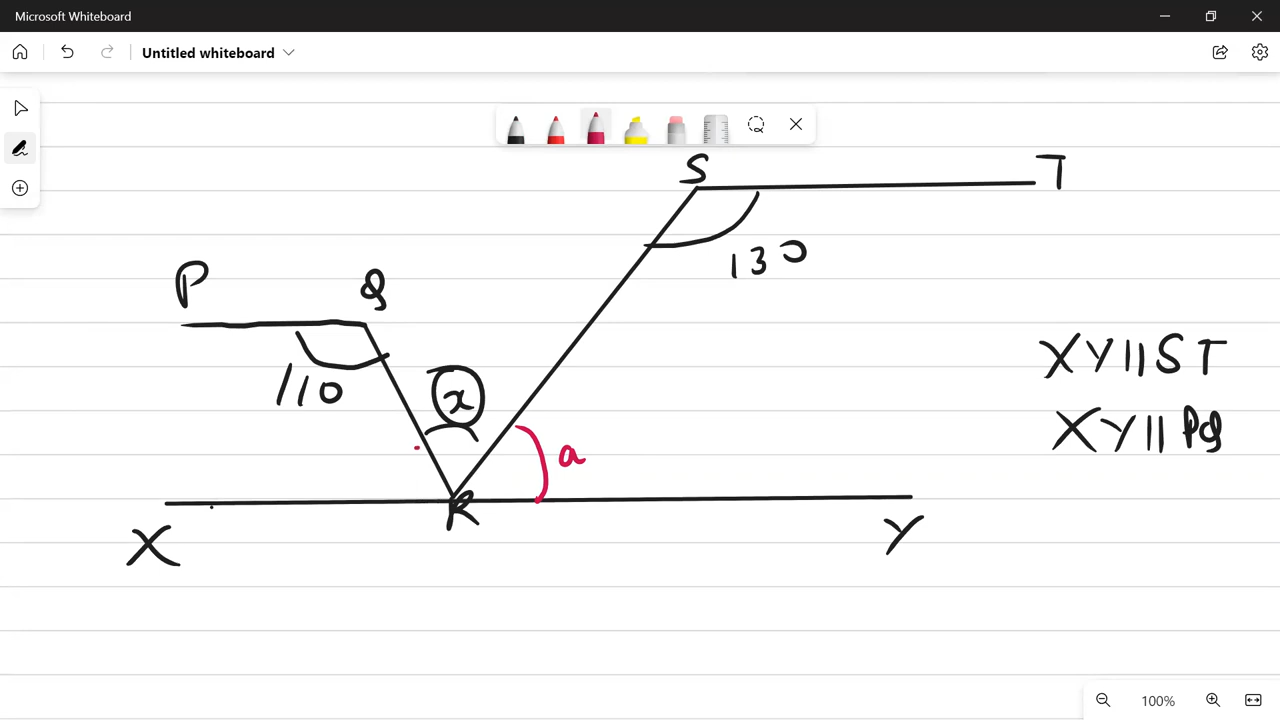 Microsoft Whiteboard
Untitled whiteboard
S T
130
P Q
110
x
a
XY||ST
XY||PQ
R
X Y
100%